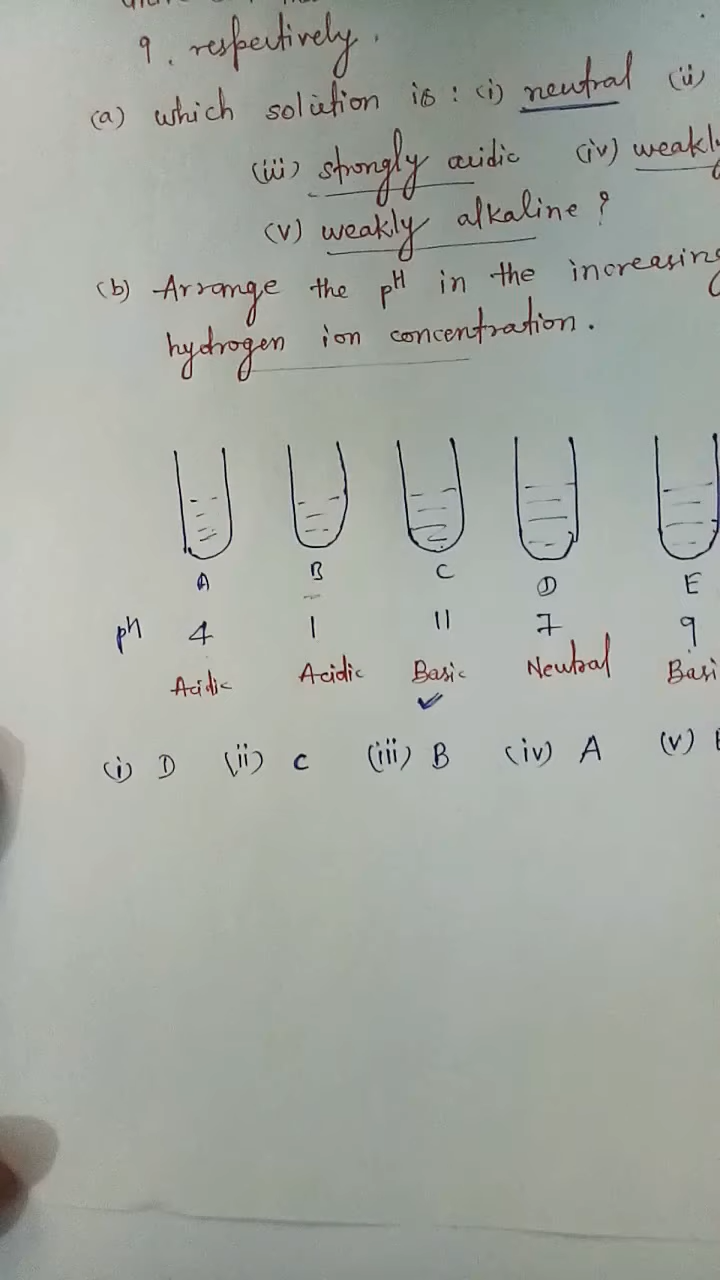 9. respectively.
(a) which solution is : (i) neutral (ii)
(iii) strongly acidic (iv) weakly
(v) weakly alkaline ?
(b) Arrange the pH in the increasing
hydrogen ion concentration.
A B C D E
pH 4 1 11 7 9
Acidic Acidic Basic Neutral Basi
(i) D (ii) C (iii) B (iv) A (v)